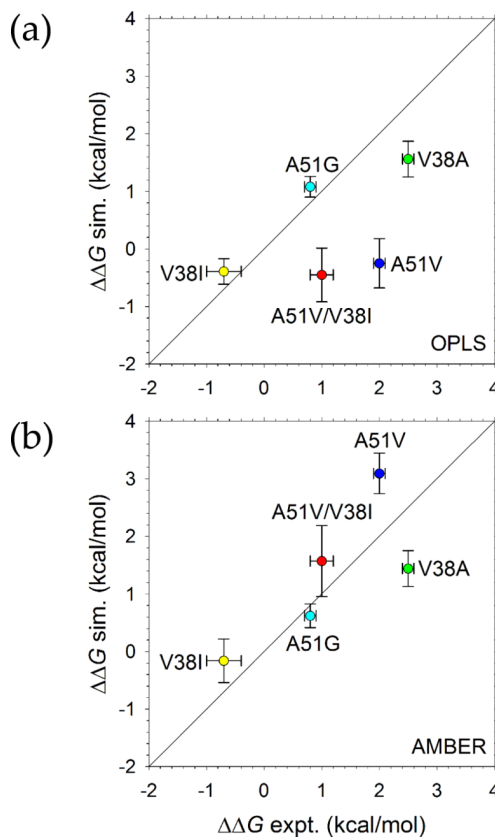 (a)
4
3
2
1
0
-1
-2
ΔΔG sim. (kcal/mol)
A51G
V38A
V38I
A51V
A51V/V38I
OPLS
-2 -1 0 1 2 3 4
(b)
4
3
2
1
0
-1
-2
ΔΔG sim. (kcal/mol)
A51V
A51V/V38I
V38A
A51G
V38I
AMBER
-2 -1 0 1 2 3 4
ΔΔG expt. (kcal/mol)